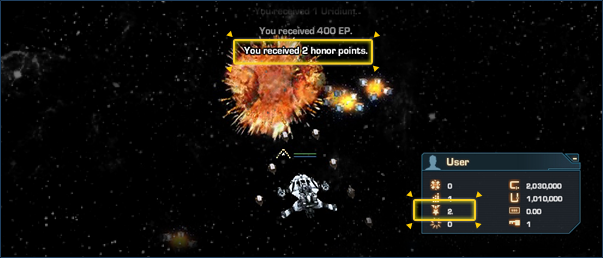 You received 1 Uridium.
You received 400 EP.
You received 2 honor points.
User
0 2,030,000
1 1,010,000
2 0.00
0 1